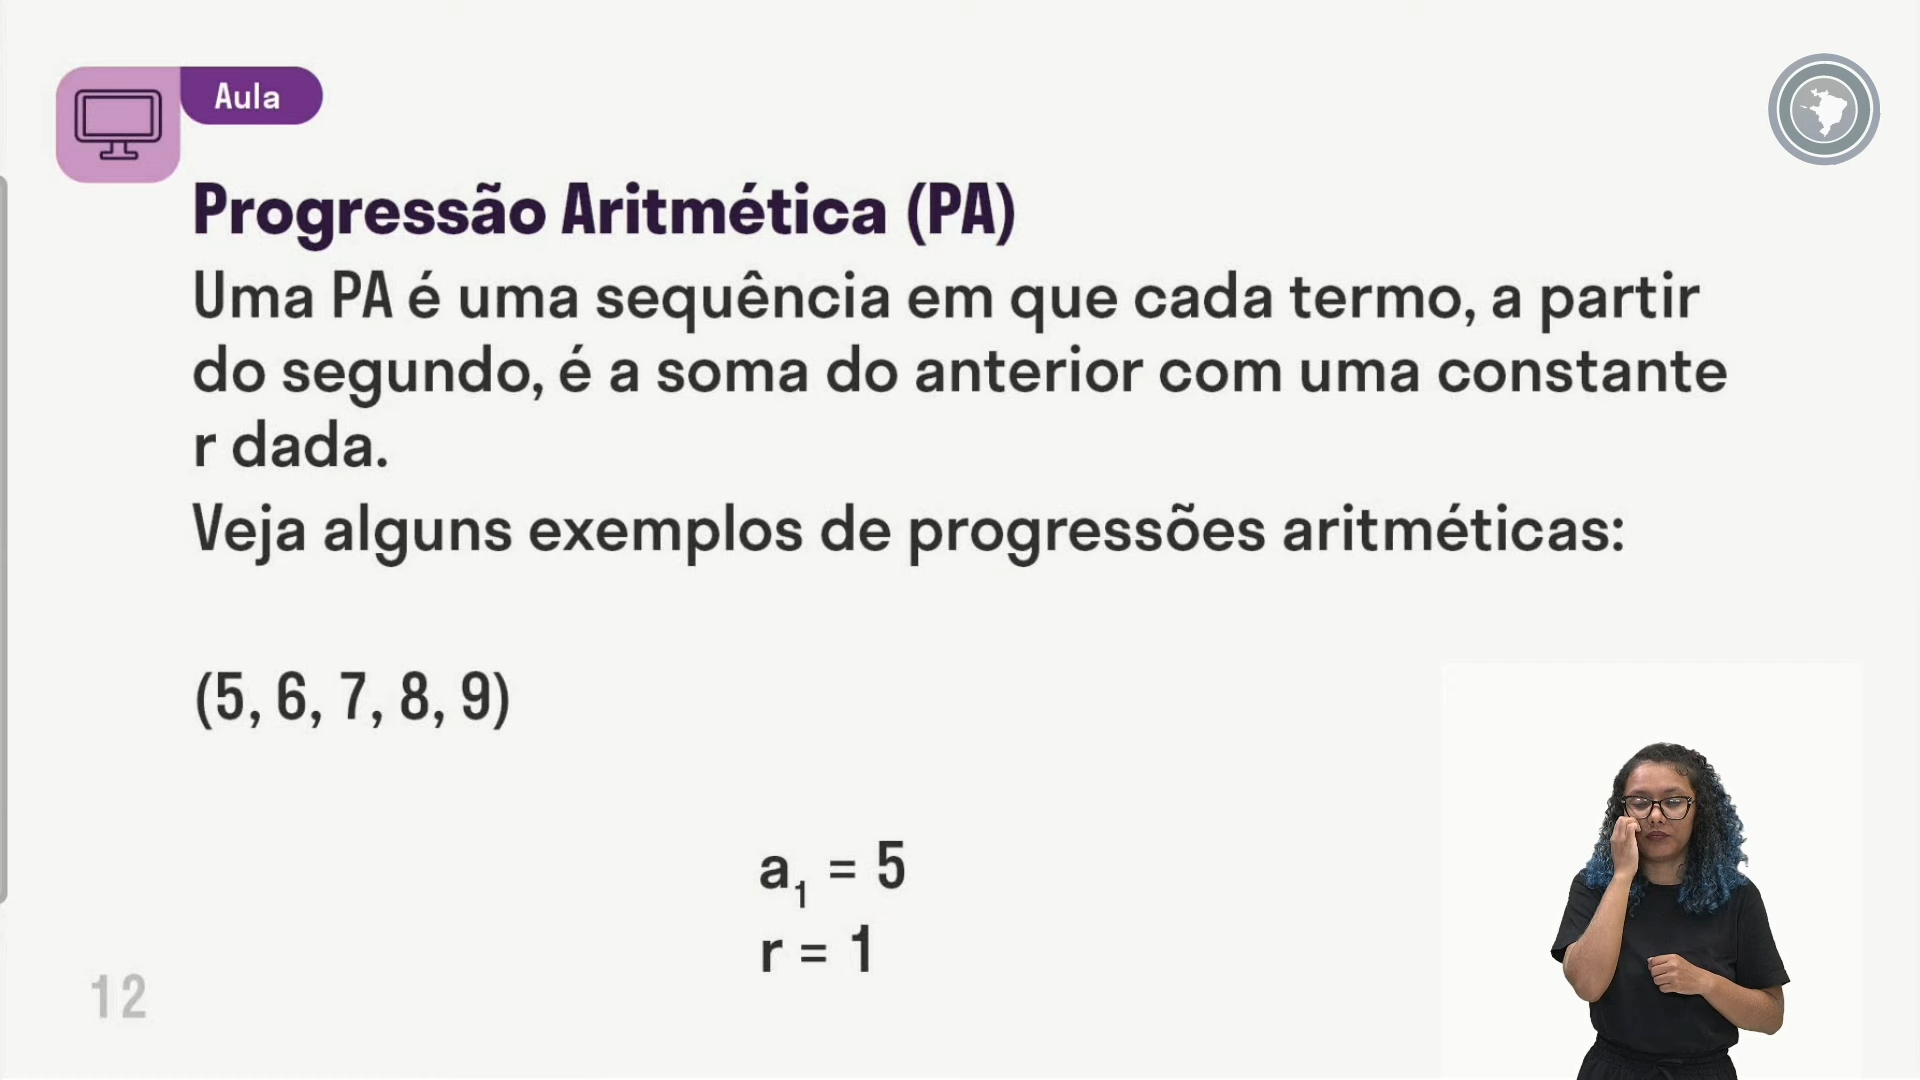 Aula
Progressão Aritmética (PA)
Uma PA é uma sequência em que cada termo, a partir
do segundo, é a soma do anterior com uma constante
r dada.
Veja alguns exemplos de progressões aritméticas:
(5, 6, 7, 8, 9)
a₁ = 5
r = 1
12